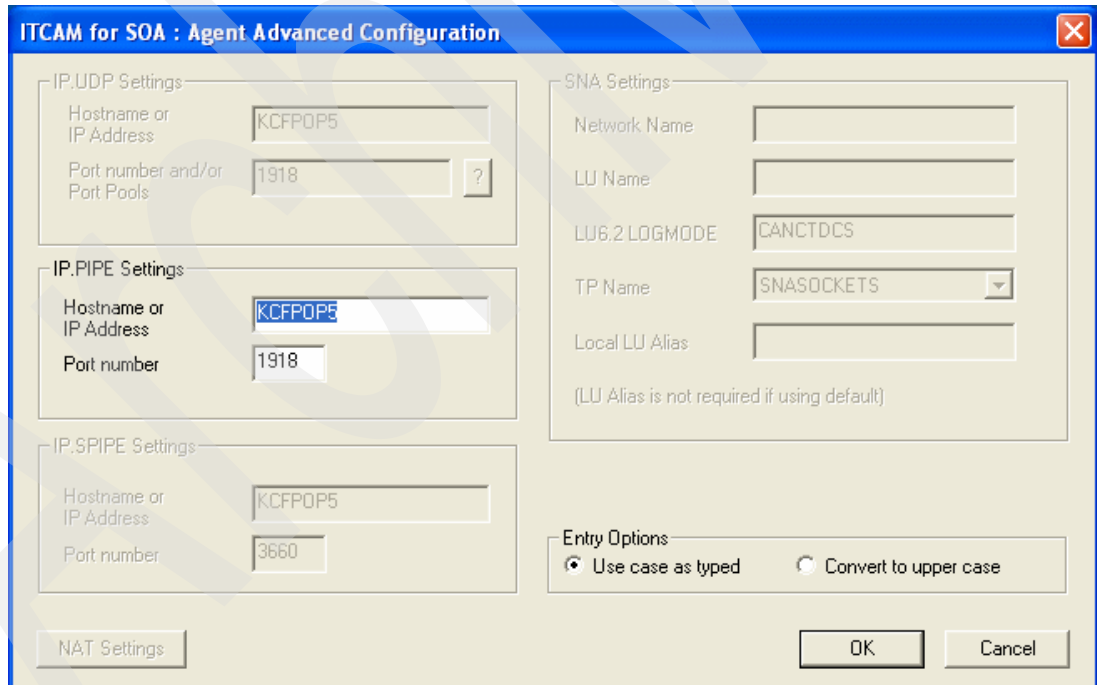 ITCAM for SOA : Agent Advanced Configuration
IP.UDP Settings
Hostname or
IP Address
KCFPOP5
Port number and/or
Port Pools
1918
?
IP.PIPE Settings
Hostname or
IP Address
KCFPOP5
Port number
1918
IP.SPIPE Settings
Hostname or
IP Address
KCFPOP5
Port number
3660
NAT Settings
SNA Settings
Network Name
LU Name
LU6.2 LOGMODE
CANCTDCS
TP Name
SNASOCKETS
Local LU Alias
(LU Alias is not required if using default)
Entry Options
Use case as typed
Convert to upper case
OK
Cancel